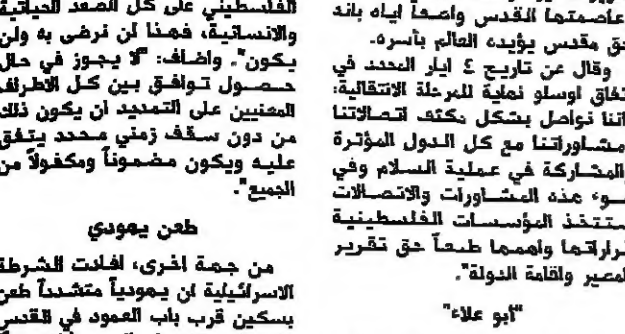 عاصمتها القدس واصفاً اياه بانه
حق مقدس يؤيده العالم بأسره.
وقال عن تاريخ ٤ ايار المحدد في
اتفاق اوسلو نهاية للمرحلة الانتقالية:
اننا نواصل بشكل مكثف اتصالاتنا
ومشاوراتنا مع كل الدول المؤثرة
والمشاركة في عملية السلام وفي
ضوء هذه المشاورات والاتصالات
ستتخذ المؤسسات الفلسطينية
قراراتها واهمها طبعاً حق تقرير
المصير واقامة الدولة".
"أبو علاء"
الفلسطيني على كل الصعد الحياتية
والانسانية، فهذا لن نرضى به ولن
يكون". واضاف: "لا يجوز في حال
حصول توافق بين كل الاطراف
المعنيين على التمديد ان يكون ذلك
من دون سقف زمني محدد يتفق
عليه ويكون مضموناً ومكفولاً من
الجميع".
طعن يهودي
من جهة اخرى، افادت الشرطة
الاسرائيلية ان يهودياً متشدداً طعن
بسكين قرب باب العمود في القدس